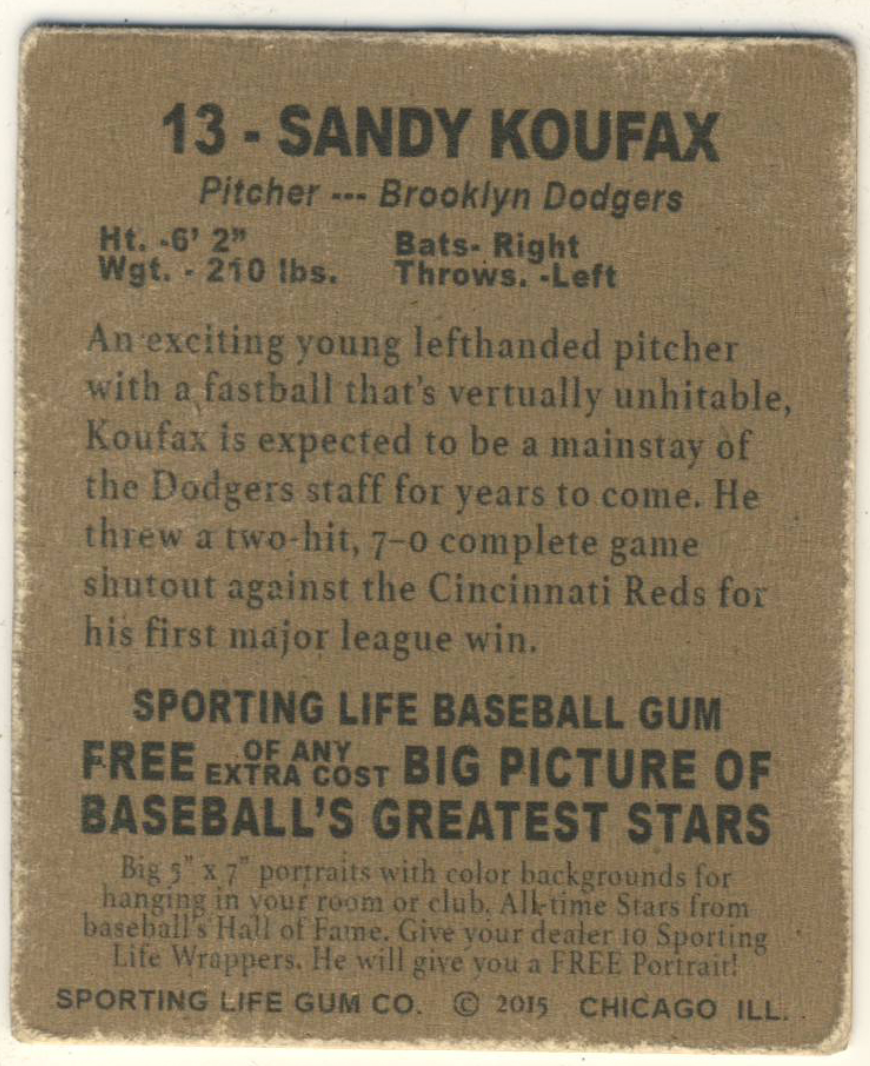 13 - SANDY KOUFAX
Pitcher --- Brooklyn Dodgers
Ht. -6' 2" Bats- Right
Wgt. - 210 lbs. Throws. -Left
An exciting young lefthanded pitcher
with a fastball that's vertually unhitable,
Koufax is expected to be a mainstay of
the Dodgers staff for years to come. He
threw a two-hit, 7–0 complete game
shutout against the Cincinnati Reds for
his first major league win.
SPORTING LIFE BASEBALL GUM
FREE OF ANY EXTRA COST BIG PICTURE OF
BASEBALL'S GREATEST STARS
Big 5" x 7" portraits with color backgrounds for
hanging in your room or club. All-time Stars from
baseball's Hall of Fame. Give your dealer 10 Sporting
Life Wrappers. He will give you a FREE Portrait!
SPORTING LIFE GUM CO. © 2015 CHICAGO ILL.